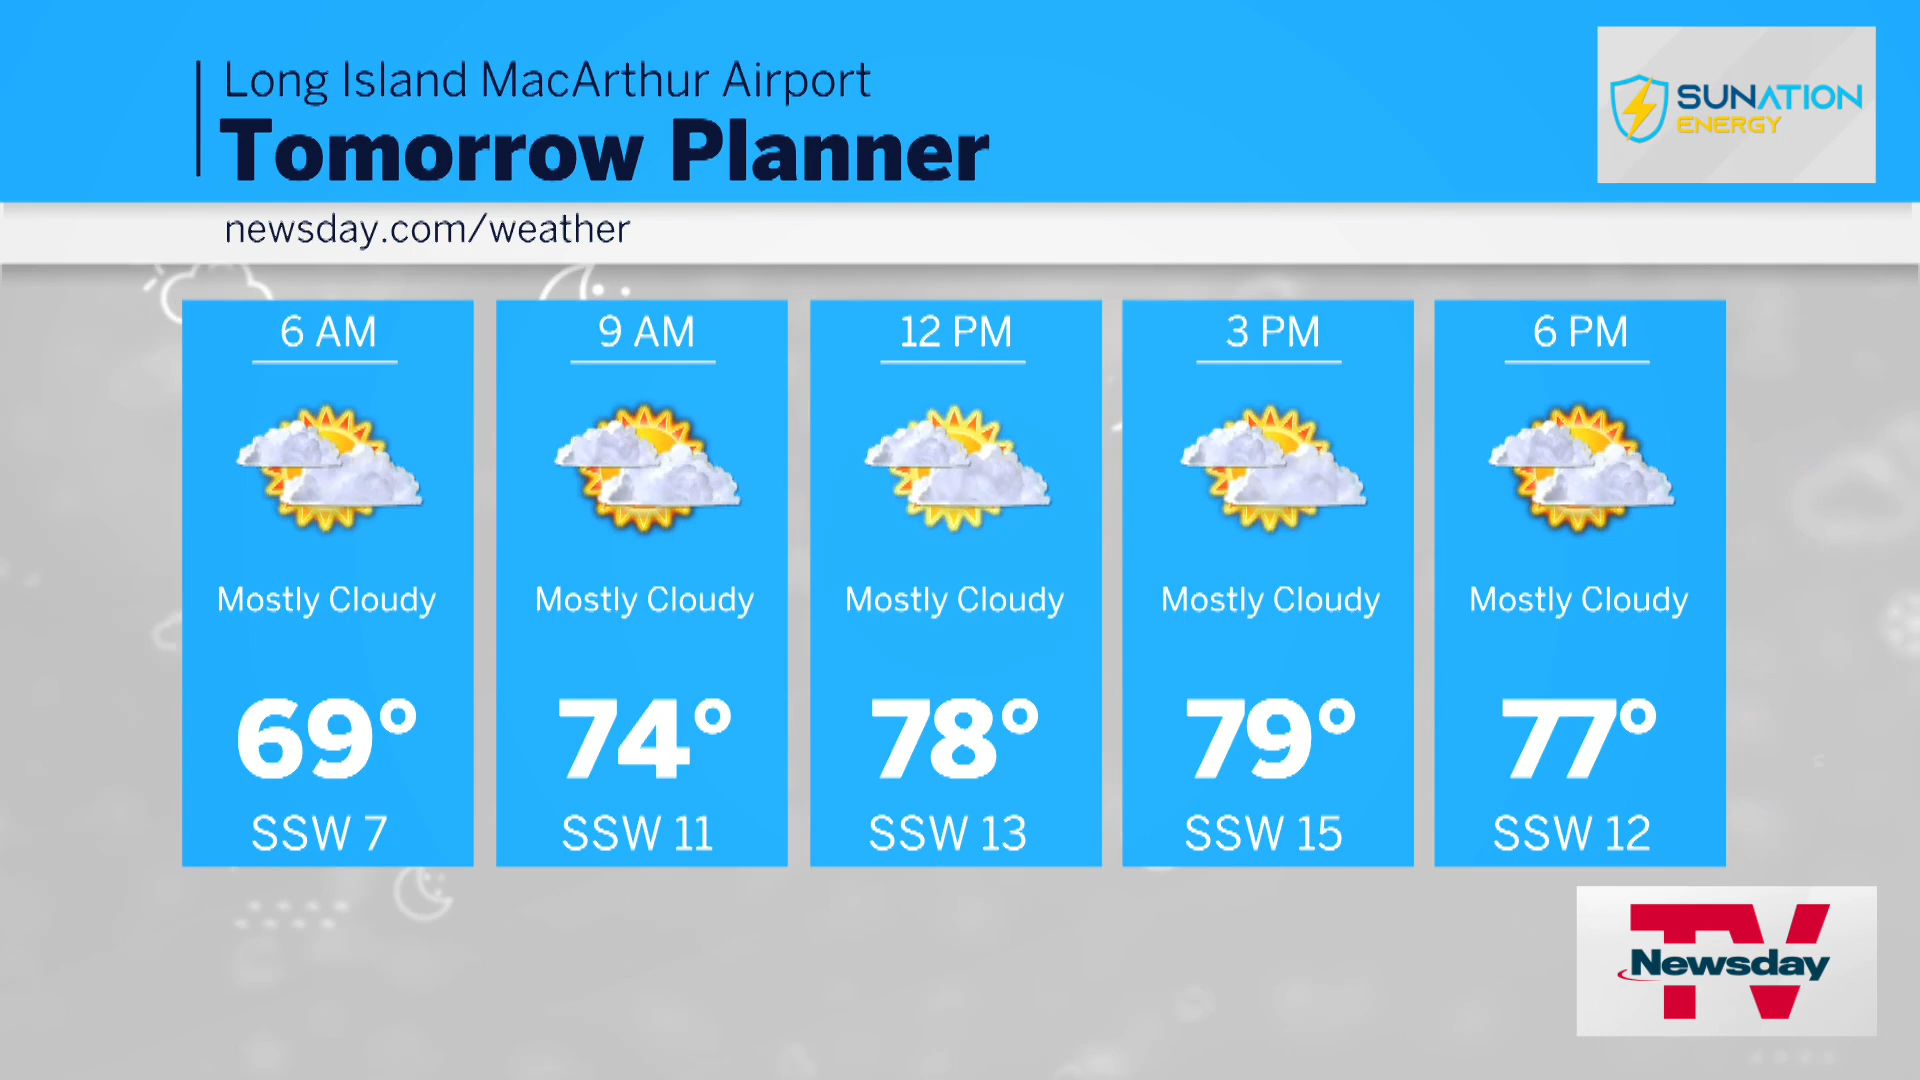 Long Island MacArthur Airport
Tomorrow Planner
SUNATION
ENERGY
newsday.com/weather
6 AM
Mostly Cloudy
69°
SSW 7
9 AM
Mostly Cloudy
74°
SSW 11
12 PM
Mostly Cloudy
78°
SSW 13
3 PM
Mostly Cloudy
79°
SSW 15
6 PM
Mostly Cloudy
77°
SSW 12
TV
Newsday